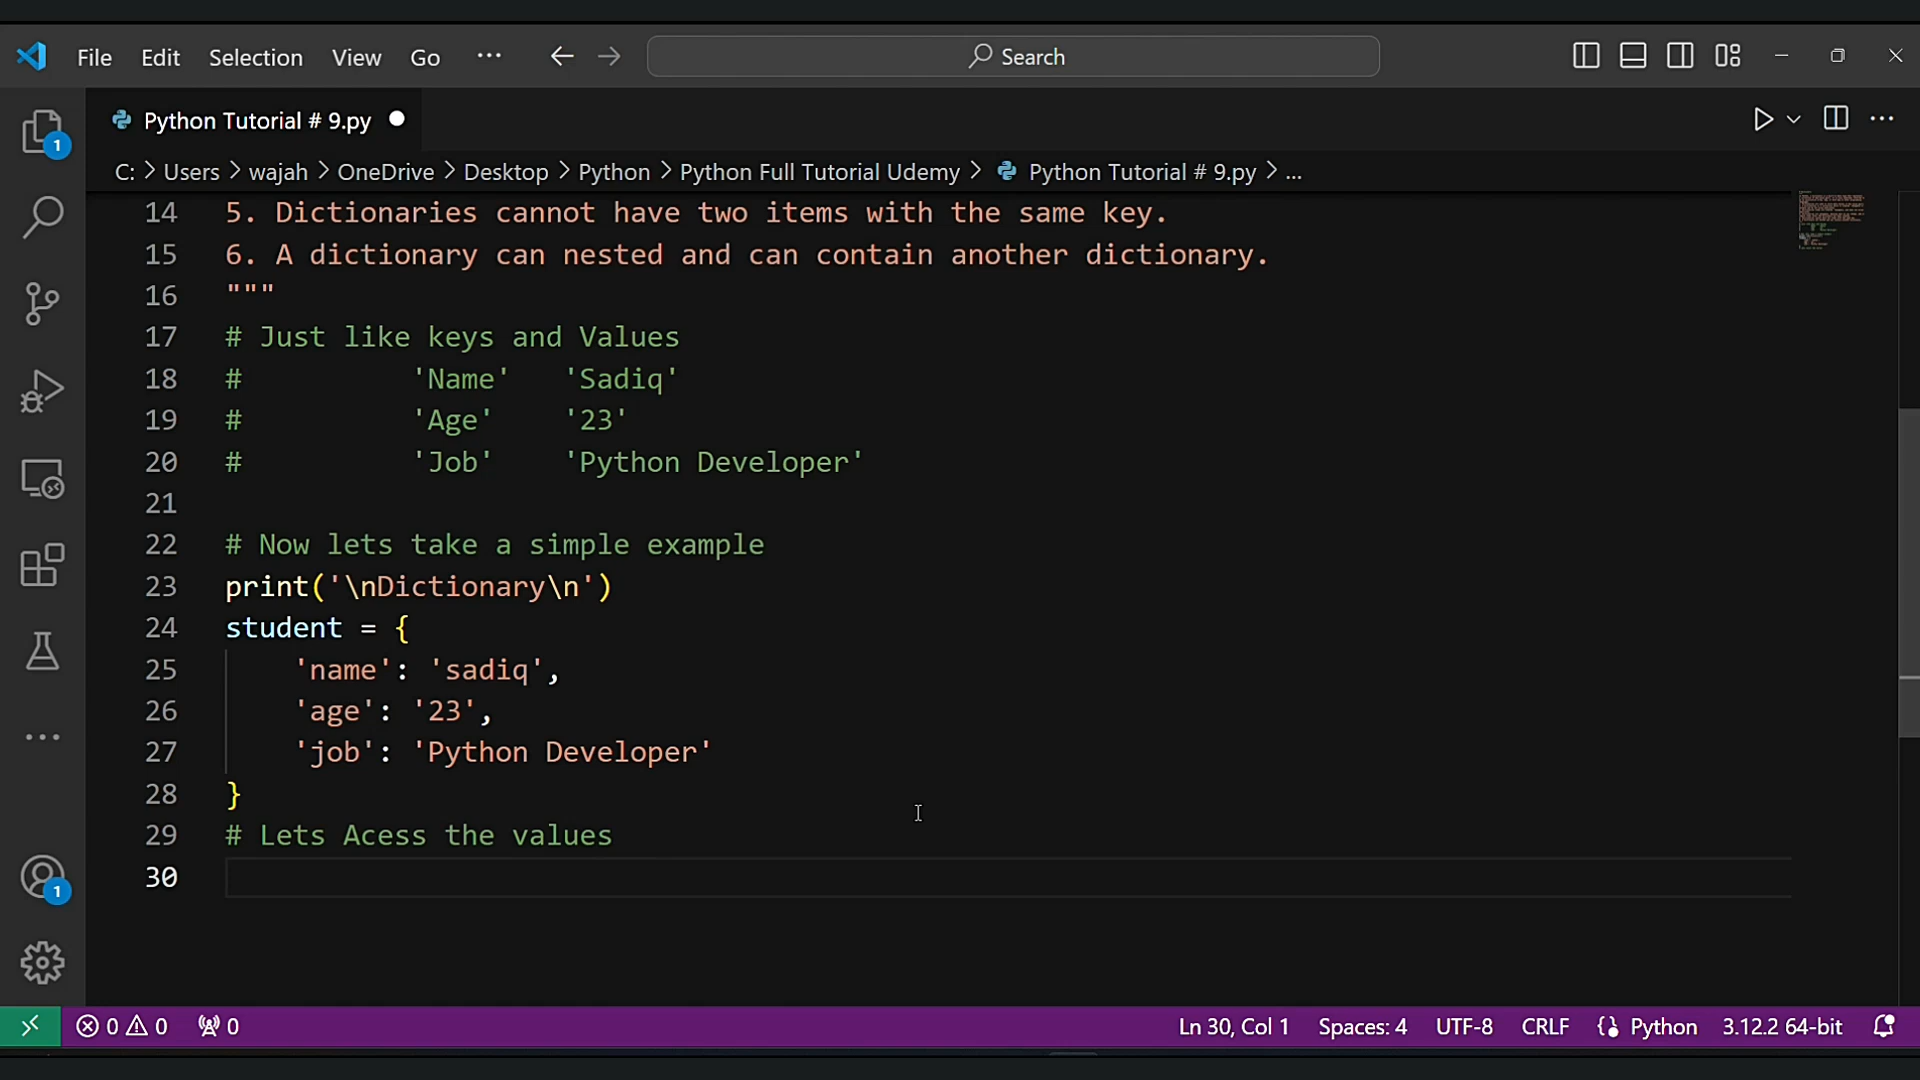 File Edit Selection View Go ··· Search
Python Tutorial # 9.py
C: > Users > wajah > OneDrive > Desktop > Python > Python Full Tutorial Udemy > Python Tutorial # 9.py > ...
14 5. Dictionaries cannot have two items with the same key.
15 6. A dictionary can nested and can contain another dictionary.
16 """
17 # Just like keys and Values
18 # 'Name' 'Sadiq'
19 # 'Age' '23'
20 # 'Job' 'Python Developer'
21
22 # Now lets take a simple example
23 print('\nDictionary\n')
24 student = {
25 'name': 'sadiq',
26 'age': '23',
27 'job': 'Python Developer'
28 }
29 # Lets Acess the values
30
1
1
0 0 0 Ln 30, Col 1 Spaces: 4 UTF-8 CRLF Python 3.12.2 64-bit